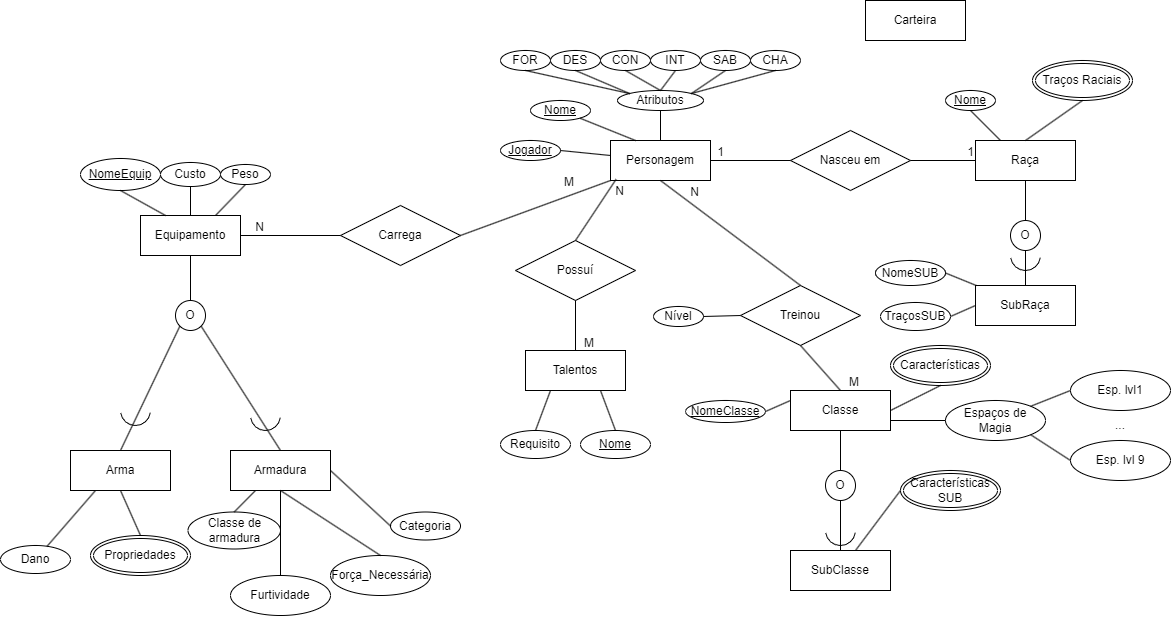 Carteira
FOR
DES
CON
INT
SAB
CHA
Atributos
Nome
Jogador
Personagem
1
Nasceu em
1
Raça
Nome
Traços Raciais
NomeEquip
Custo
Peso
Equipamento
N
Carrega
M
N
N
O
Possuí
M
Talentos
Requisito
Nome
Nível
Treinou
M
O
NomeSUB
TraçosSUB
SubRaça
Características
NomeClasse
Classe
Espaços de
Magia
Esp. lvl1
...
Esp. lvl 9
O
Características
SUB
SubClasse
Arma
Armadura
Dano
Propriedades
Classe de
armadura
Furtividade
Força_Necessária
Categoria